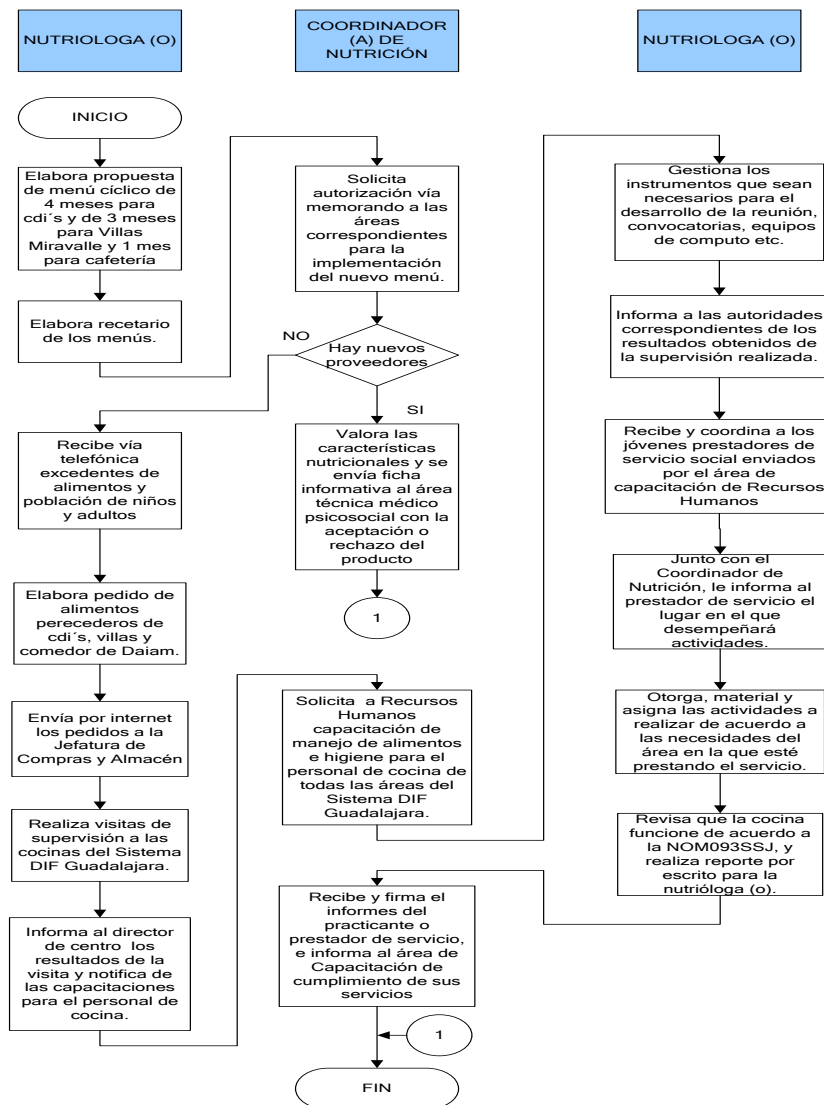 NUTRIOLOGA (O)
COORDINADOR
(A) DE
NUTRICIÓN
NUTRIOLOGA (O)
INICIO
Elabora propuesta
de menú cíclico de
4 meses para
cdi´s y de 3 meses
para Villas
Miravalle y 1 mes
para cafetería
Elabora recetario
de los menús.
Solicita
autorización vía
memorando a las
áreas
correspondientes
para la
implementación
del nuevo menú.
NO
Hay nuevos
proveedores
SI
Valora las
características
nutricionales y se
envía ficha
informativa al área
técnica médico
psicosocial con la
aceptación o
rechazo del
producto
1
Recibe vía
telefónica
excedentes de
alimentos y
población de niños
y adultos
Elabora pedido de
alimentos
perecederos de
cdi´s, villas y
comedor de Daiam.
Envía por internet
los pedidos a la
Jefatura de
Compras y Almacén
Realiza visitas de
supervisión a las
cocinas del Sistema
DIF Guadalajara.
Informa al director
de centro los
resultados de la
visita y notifica de
las capacitaciones
para el personal de
cocina.
Solicita a Recursos
Humanos
capacitación de
manejo de alimentos
e higiene para el
personal de cocina de
todas las áreas del
Sistema DIF
Guadalajara.
Gestiona los
instrumentos que sean
necesarios para el
desarrollo de la reunión,
convocatorias, equipos
de computo etc.
Informa a las autoridades
correspondientes de los
resultados obtenidos de
la supervisión realizada.
Recibe y coordina a los
jóvenes prestadores de
servicio social enviados
por el área de
capacitación de Recursos
Humanos
Junto con el
Coordinador de
Nutrición, le informa al
prestador de servicio el
lugar en el que
desempeñará
actividades.
Otorga, material y
asigna las actividades a
realizar de acuerdo a
las necesidades del
área en la que esté
prestando el servicio.
Revisa que la cocina
funcione de acuerdo a
la NOM093SSJ, y
realiza reporte por
escrito para la
nutrióloga (o).
Recibe y firma el
informes del
practicante o
prestador de servicio,
e informa al área de
Capacitación de
cumplimiento de sus
servicios
1
FIN